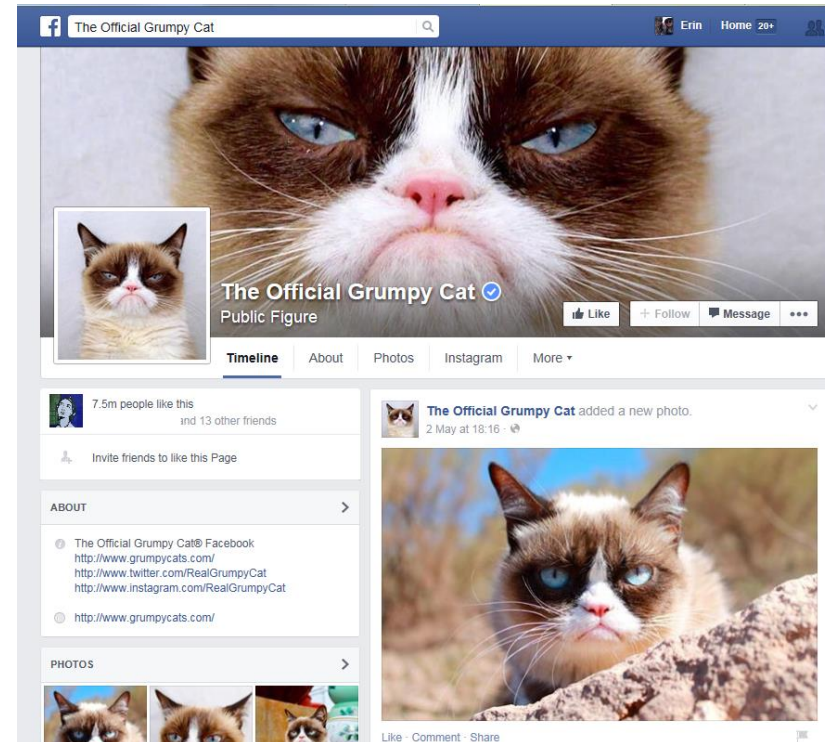 f
The Official Grumpy Cat
Erin Home 20+
The Official Grumpy Cat
Public Figure
Like + Follow Message
Timeline About Photos Instagram More
7.5m people like this
and 13 other friends
Invite friends to like this Page
ABOUT
The Official Grumpy Cat® Facebook
http://www.grumpycats.com/
http://www.twitter.com/RealGrumpyCat
http://www.instagram.com/RealGrumpyCat
http://www.grumpycats.com/
PHOTOS
The Official Grumpy Cat added a new photo.
2 May at 18:16 ·
Like · Comment · Share